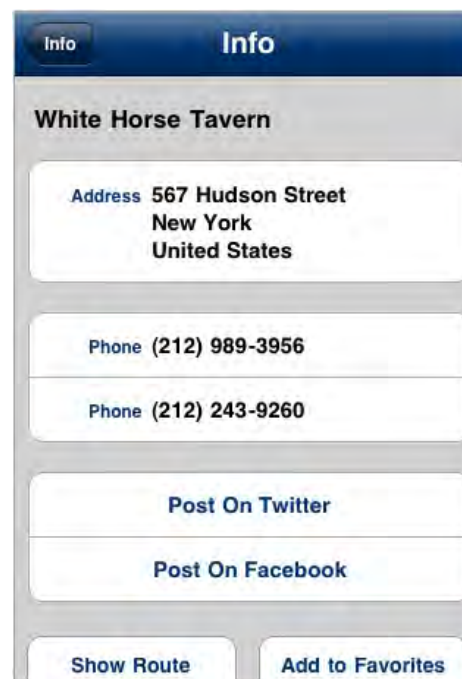 Info
Info
White Horse Tavern
Address 567 Hudson Street
New York
United States
Phone (212) 989-3956
Phone (212) 243-9260
Post On Twitter
Post On Facebook
Show Route
Add to Favorites